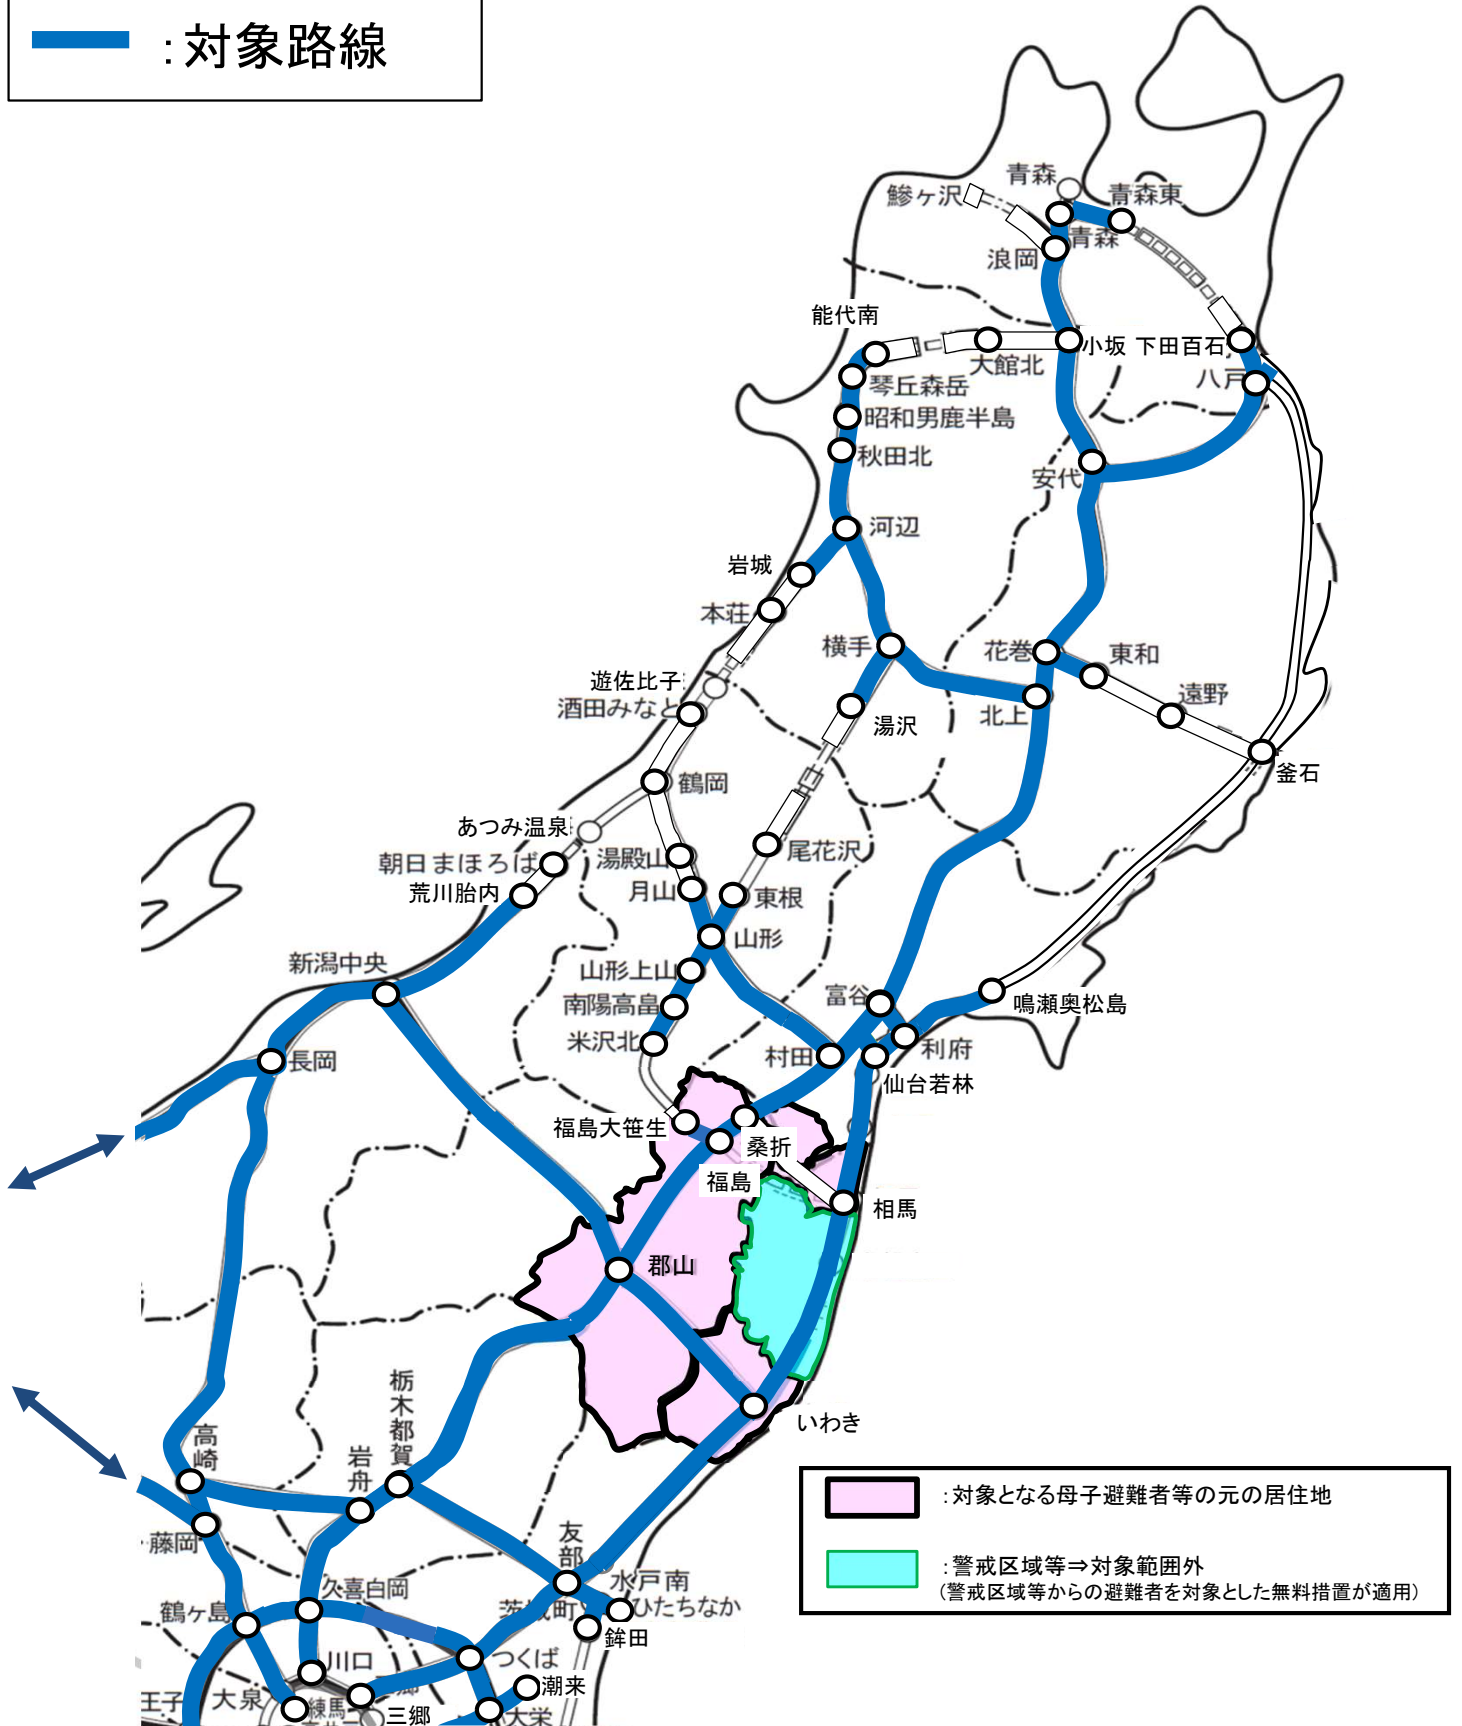 ：対象路線
青森
青森東
鰺ヶ沢
青森
浪岡
能代南
小坂
下田百石
大館北
八戸
琴丘森岳
昭和男鹿半島
秋田北
安代
河辺
岩城
本荘
横手
花巻
東和
遊佐比子
遠野
酒田みなと
北上
湯沢
釜石
鶴岡
あつみ温泉
尾花沢
朝日まほろば
湯殿山
荒川胎内
月山
東根
山形
新潟中央
山形上山
富谷
南陽高畠
鳴瀬奥松島
米沢北
利府
長岡
村田
仙台若林
福島大笹生
桑折
福島
相馬
郡山
栃木都賀
いわき
高崎
岩舟
：対象となる母子避難者等の元の居住地
藤岡
友部
：警戒区域等⇒対象範囲外
（警戒区域等からの避難者を対象とした無料措置が適用）
久喜白岡
水戸南
鶴ヶ島
茨城町
ひたちなか
鉾田
川口
つくば
潮来
王子
大泉
練馬
三郷
大栄